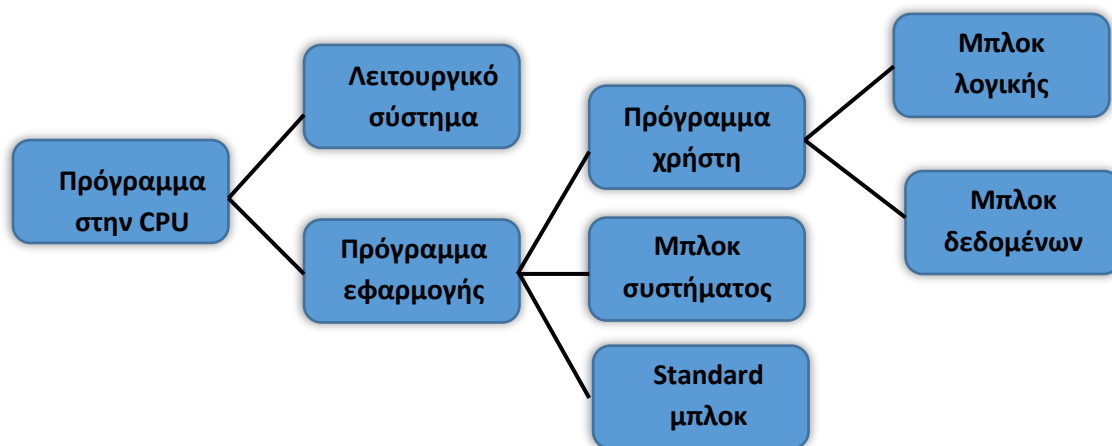 Πρόγραμμα
στην CPU
Λειτουργικό
σύστημα
Πρόγραμμα
εφαρμογής
Πρόγραμμα
χρήστη
Μπλοκ
συστήματος
Standard
μπλοκ
Μπλοκ
λογικής
Μπλοκ
δεδομένων